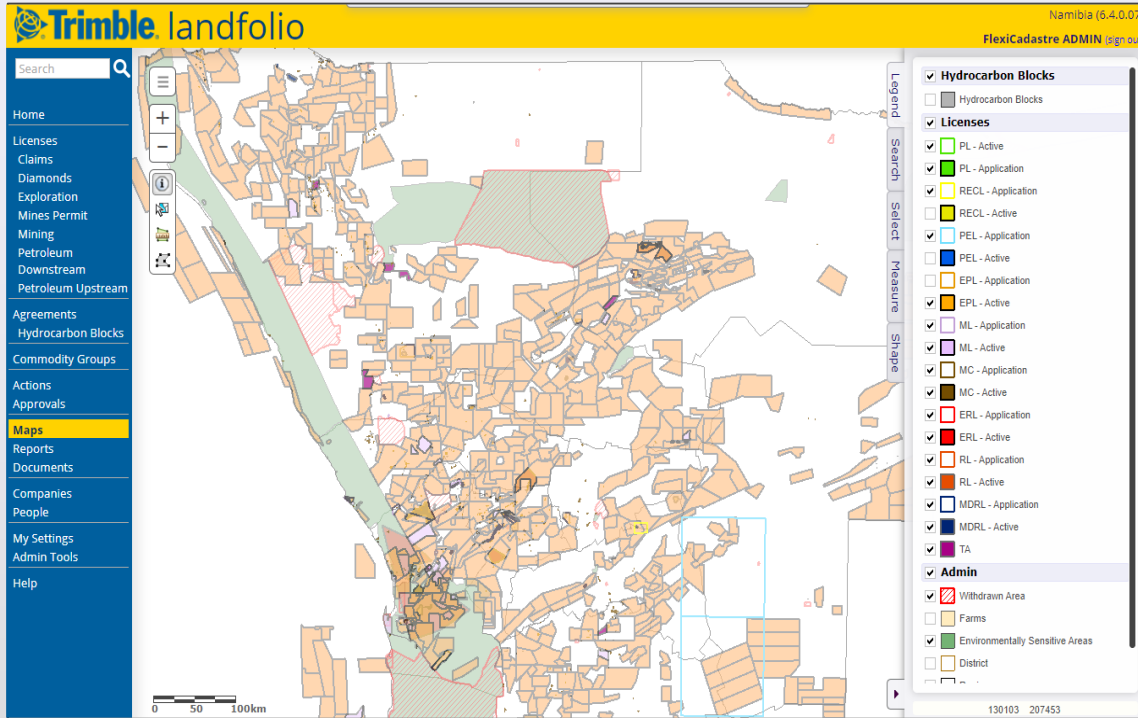 Trimble. landfolio
Namibia (6.4.0.07
FlexiCadastre ADMIN (sign ou
Search
Home
Licenses
Claims
Diamonds
Exploration
Mines Permit
Mining
Petroleum
Downstream
Petroleum Upstream
Agreements
Hydrocarbon Blocks
Commodity Groups
Actions
Approvals
Maps
Reports
Documents
Companies
People
My Settings
Admin Tools
Help
0 50 100km
Legend
Search
Select
Measure
Shape
Hydrocarbon Blocks
Hydrocarbon Blocks
Licenses
PL - Active
PL - Application
RECL - Application
RECL - Active
PEL - Application
PEL - Active
EPL - Application
EPL - Active
ML - Application
ML - Active
MC - Application
MC - Active
ERL - Application
ERL - Active
RL - Application
RL - Active
MDRL - Application
MDRL - Active
TA
Admin
Withdrawn Area
Farms
Environmentally Sensitive Areas
District
130103 207453